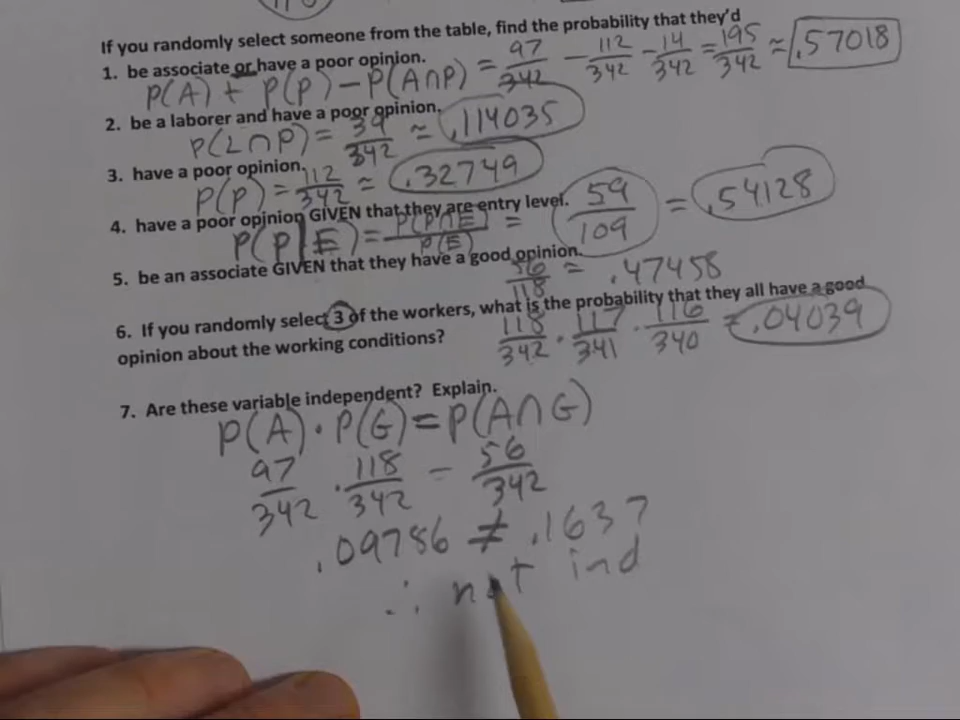 If you randomly select someone from the table, find the probability that they'd
1. be associate or have a poor opinion.
P(A) + P(P) - P(A∩P) = 97/342 - 112/342 - 14/342 = 195/342 ≈ .57018
2. be a laborer and have a poor opinion.
P(L∩P) = 39/342 ≈ .114035
3. have a poor opinion.
P(P) = 112/342 ≈ .32749
4. have a poor opinion GIVEN that they are entry level.
P(P|E) = P(P∩E)/P(E) = 59/109 = .54128
5. be an associate GIVEN that they have a good opinion.
56/118 = .47458
6. If you randomly select 3 of the workers, what is the probability that they all have a good
opinion about the working conditions?
118/342 · 117/341 · 116/340 = .04039
7. Are these variable independent? Explain.
P(A) · P(G) = P(A∩G)
97/342 · 118/342 = 56/342
.09786 ≠ .1637
∴ not ind